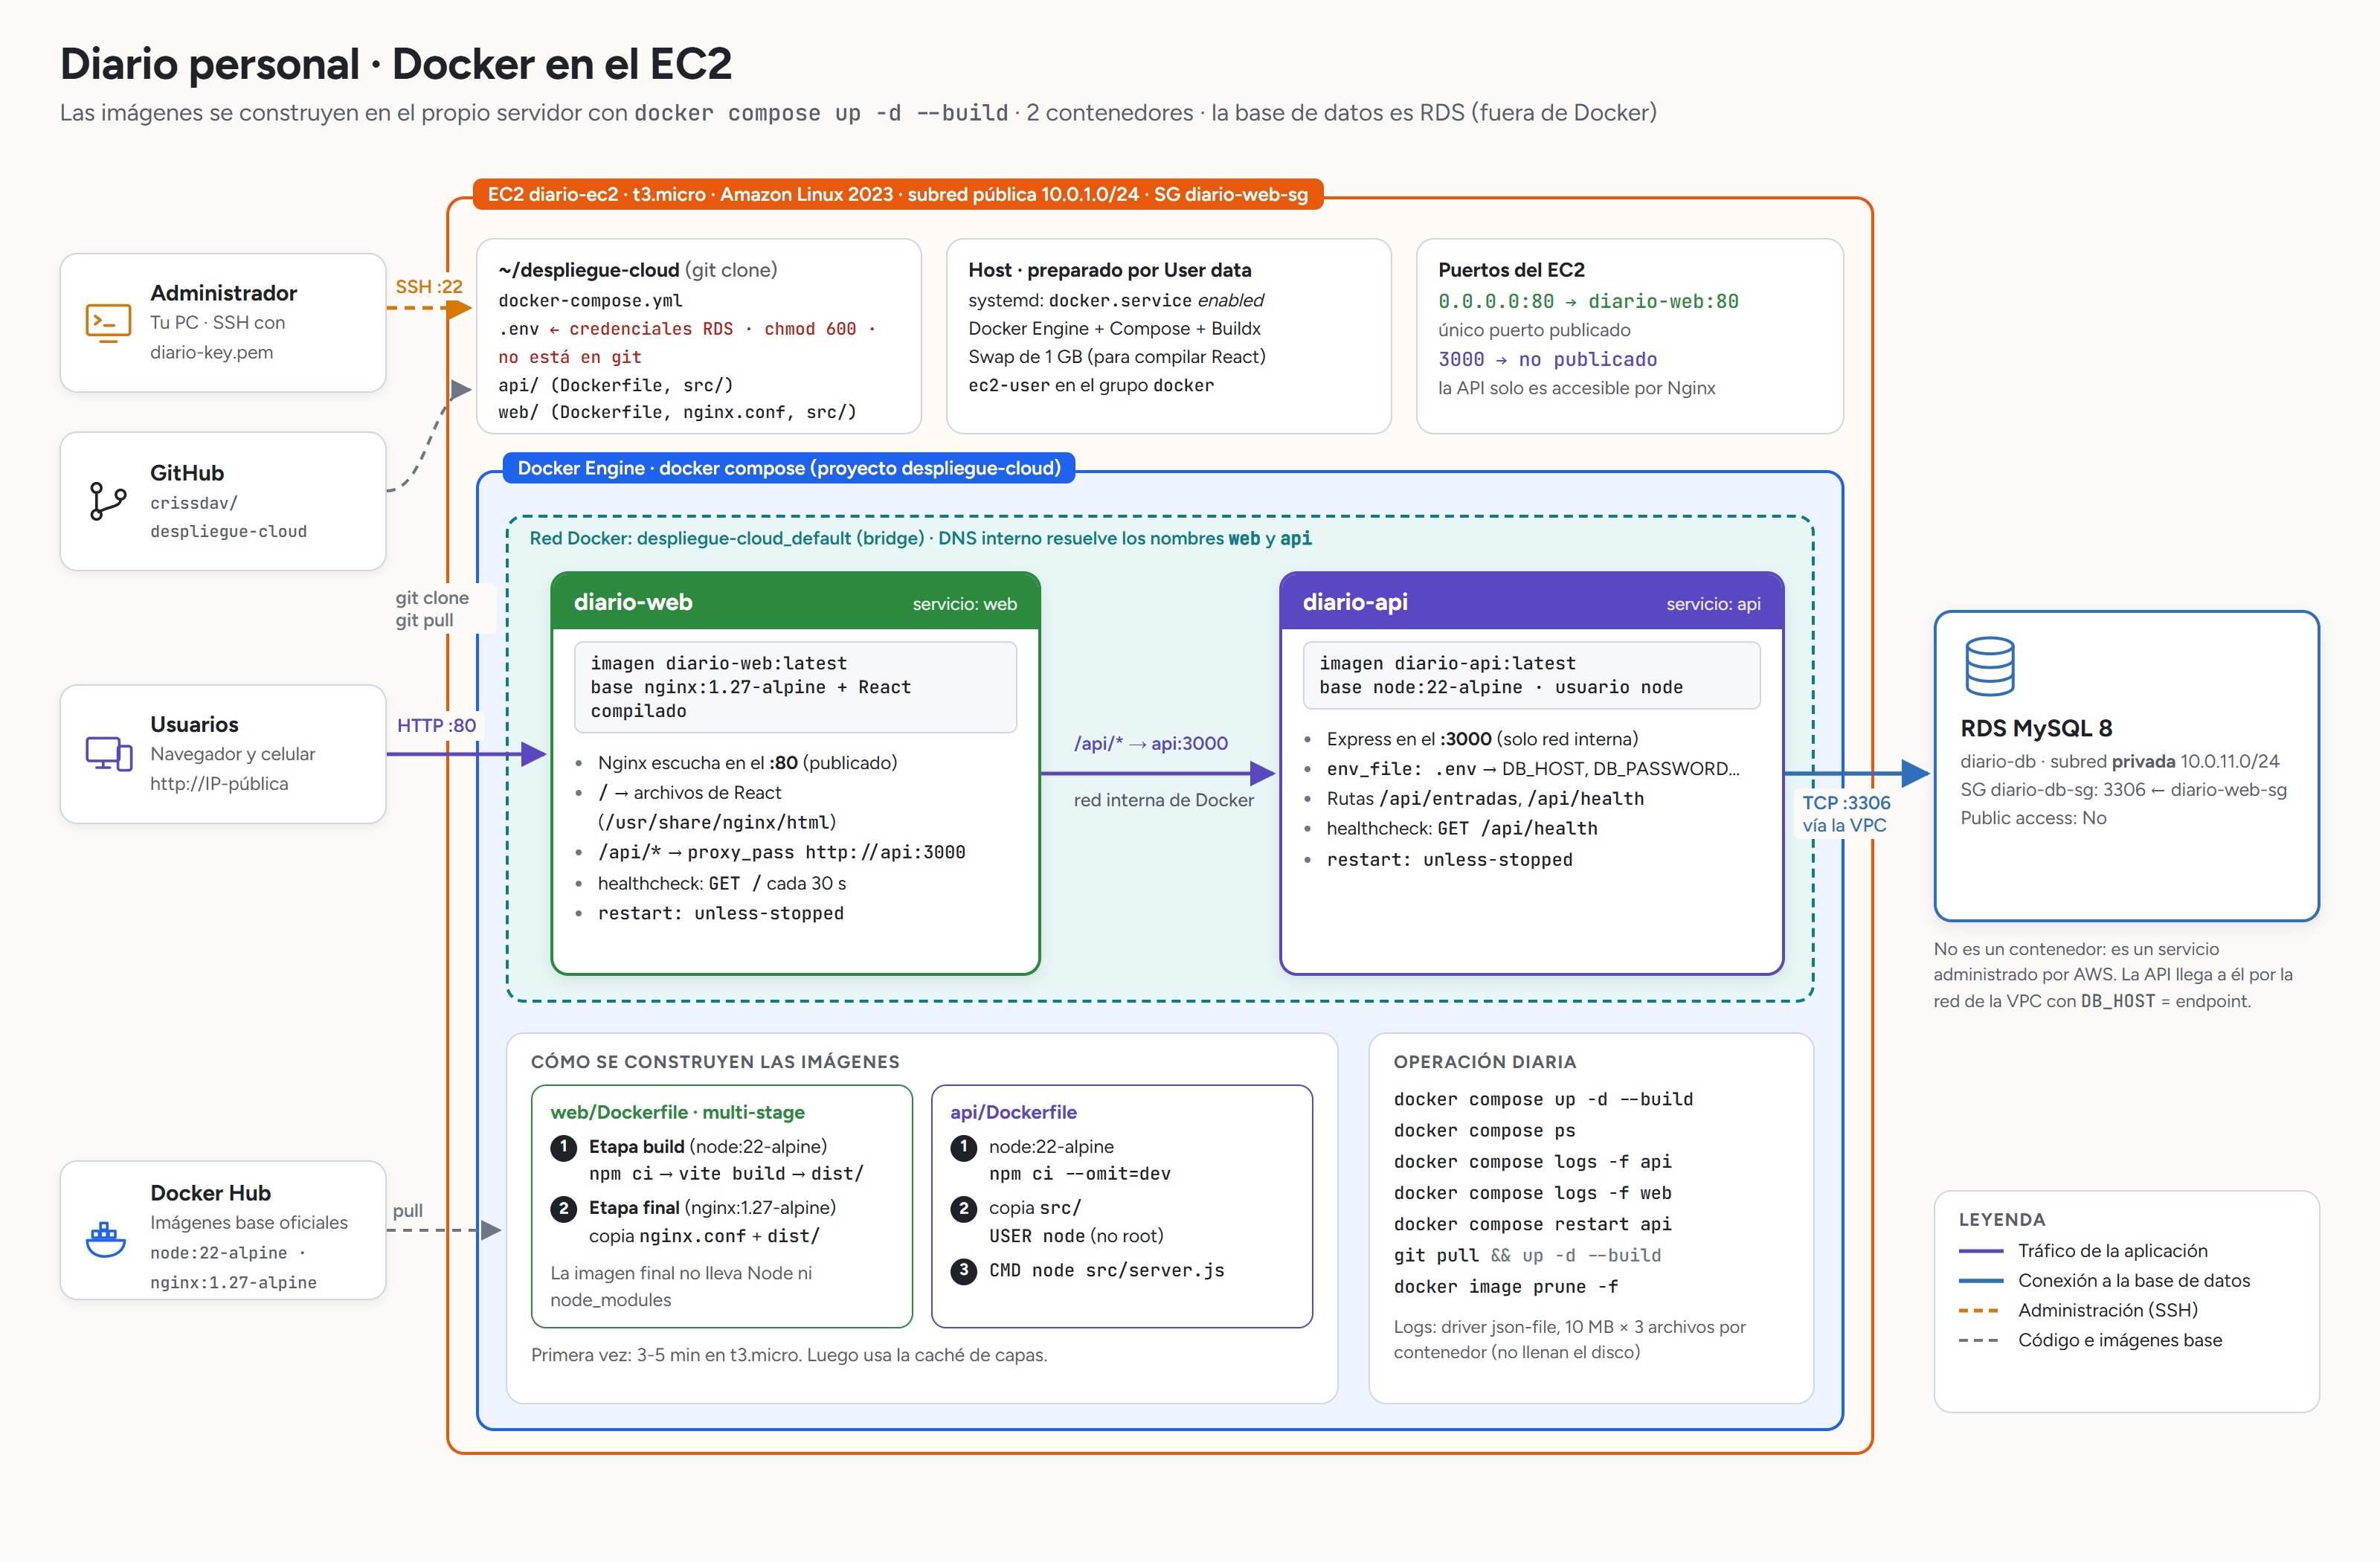 Diario personal · Docker en el EC2
Las imágenes se construyen en el propio servidor con docker compose up -d --build · 2 contenedores · la base de datos es RDS (fuera de Docker)
EC2 diario-ec2 · t3.micro · Amazon Linux 2023 · subred pública 10.0.1.0/24 · SG diario-web-sg
Administrador
Tu PC · SSH con
diario-key.pem
SSH :22
GitHub
crissdav/
despliegue-cloud
git clone
git pull
Usuarios
Navegador y celular
http://IP-pública
HTTP :80
Docker Hub
Imágenes base oficiales
node:22-alpine ·
nginx:1.27-alpine
pull
~/despliegue-cloud (git clone)
docker-compose.yml
.env ← credenciales RDS · chmod 600 ·
no está en git
api/ (Dockerfile, src/)
web/ (Dockerfile, nginx.conf, src/)
Host · preparado por User data
systemd: docker.service enabled
Docker Engine + Compose + Buildx
Swap de 1 GB (para compilar React)
ec2-user en el grupo docker
Puertos del EC2
0.0.0.0:80 → diario-web:80
único puerto publicado
3000 → no publicado
la API solo es accesible por Nginx
Docker Engine · docker compose (proyecto despliegue-cloud)
Red Docker: despliegue-cloud_default (bridge) · DNS interno resuelve los nombres web y api
diario-web servicio: web
imagen diario-web:latest
base nginx:1.27-alpine + React
compilado
• Nginx escucha en el :80 (publicado)
• / → archivos de React
(/usr/share/nginx/html)
• /api/* → proxy_pass http://api:3000
• healthcheck: GET / cada 30 s
• restart: unless-stopped
/api/* → api:3000
red interna de Docker
diario-api servicio: api
imagen diario-api:latest
base node:22-alpine · usuario node
• Express en el :3000 (solo red interna)
• env_file: .env → DB_HOST, DB_PASSWORD…
• Rutas /api/entradas, /api/health
• healthcheck: GET /api/health
• restart: unless-stopped
TCP :3306
vía la VPC
RDS MySQL 8
diario-db · subred privada 10.0.11.0/24
SG diario-db-sg: 3306 ← diario-web-sg
Public access: No
No es un contenedor: es un servicio
administrado por AWS. La API llega a él por la
red de la VPC con DB_HOST = endpoint.
CÓMO SE CONSTRUYEN LAS IMÁGENES
web/Dockerfile · multi-stage
1 Etapa build (node:22-alpine)
npm ci → vite build → dist/
2 Etapa final (nginx:1.27-alpine)
copia nginx.conf + dist/
La imagen final no lleva Node ni
node_modules
api/Dockerfile
1 node:22-alpine
npm ci --omit=dev
2 copia src/
USER node (no root)
3 CMD node src/server.js
Primera vez: 3-5 min en t3.micro. Luego usa la caché de capas.
OPERACIÓN DIARIA
docker compose up -d --build
docker compose ps
docker compose logs -f api
docker compose logs -f web
docker compose restart api
git pull && up -d --build
docker image prune -f
Logs: driver json-file, 10 MB × 3 archivos por
contenedor (no llenan el disco)
LEYENDA
Tráfico de la aplicación
Conexión a la base de datos
Administración (SSH)
Código e imágenes base